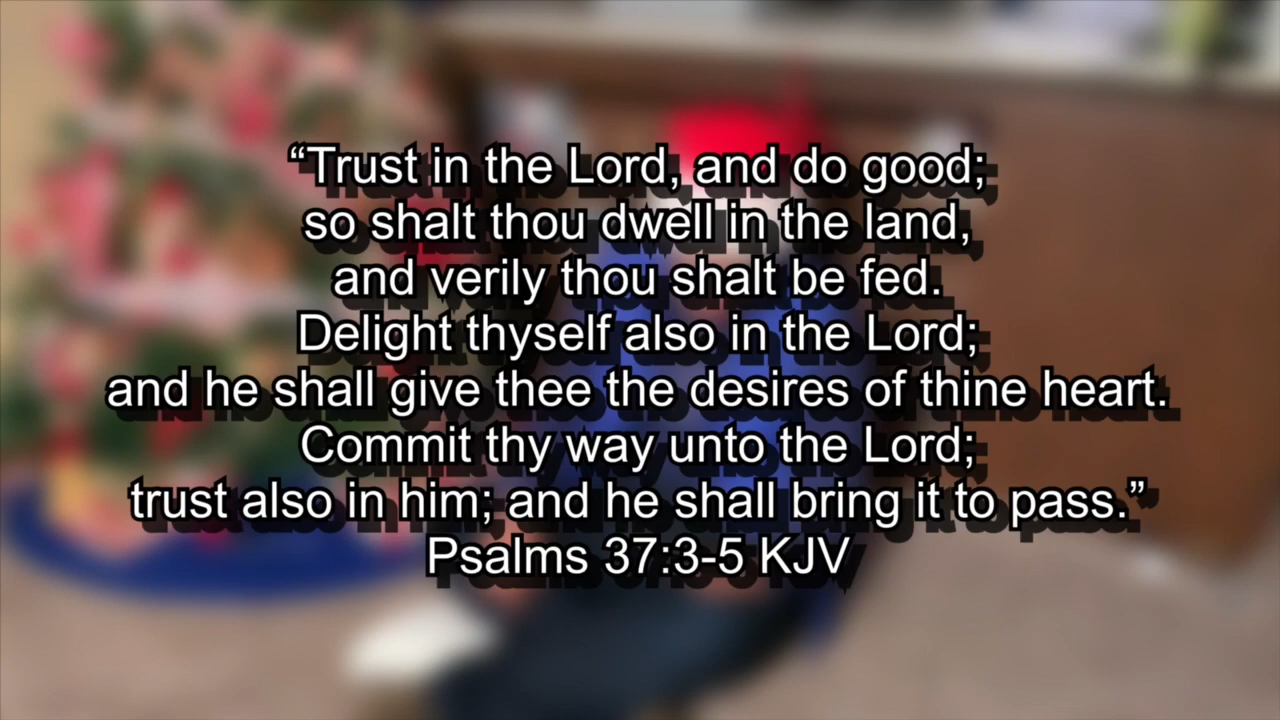 “Trust in the Lord, and do good;
so shalt thou dwell in the land,
and verily thou shalt be fed.
Delight thyself also in the Lord;
and he shall give thee the desires of thine heart.
Commit thy way unto the Lord;
trust also in him; and he shall bring it to pass.”
Psalms 37:3-5 KJV